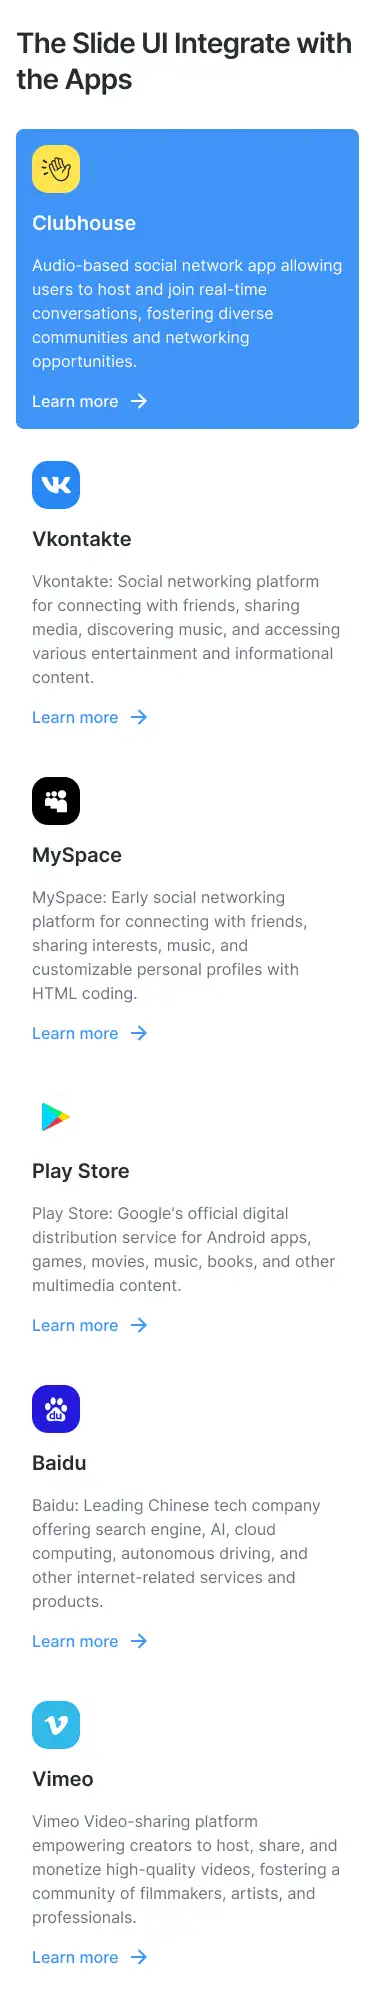 The Slide UI Integrate with
the Apps
Clubhouse
Audio-based social network app allowing
users to host and join real-time
conversations, fostering diverse
communities and networking
opportunities.
Learn more
Vkontakte
Vkontakte: Social networking platform
for connecting with friends, sharing
media, discovering music, and accessing
various entertainment and informational
content.
Learn more
MySpace
MySpace: Early social networking
platform for connecting with friends,
sharing interests, music, and
customizable personal profiles with
HTML coding.
Learn more
Play Store
Play Store: Google's official digital
distribution service for Android apps,
games, movies, music, books, and other
multimedia content.
Learn more
du
Baidu
Baidu: Leading Chinese tech company
offering search engine, AI, cloud
computing, autonomous driving, and
other internet-related services and
products.
Learn more
Vimeo
Vimeo Video-sharing platform
empowering creators to host, share, and
monetize high-quality videos, fostering a
community of filmmakers, artists, and
professionals.
Learn more